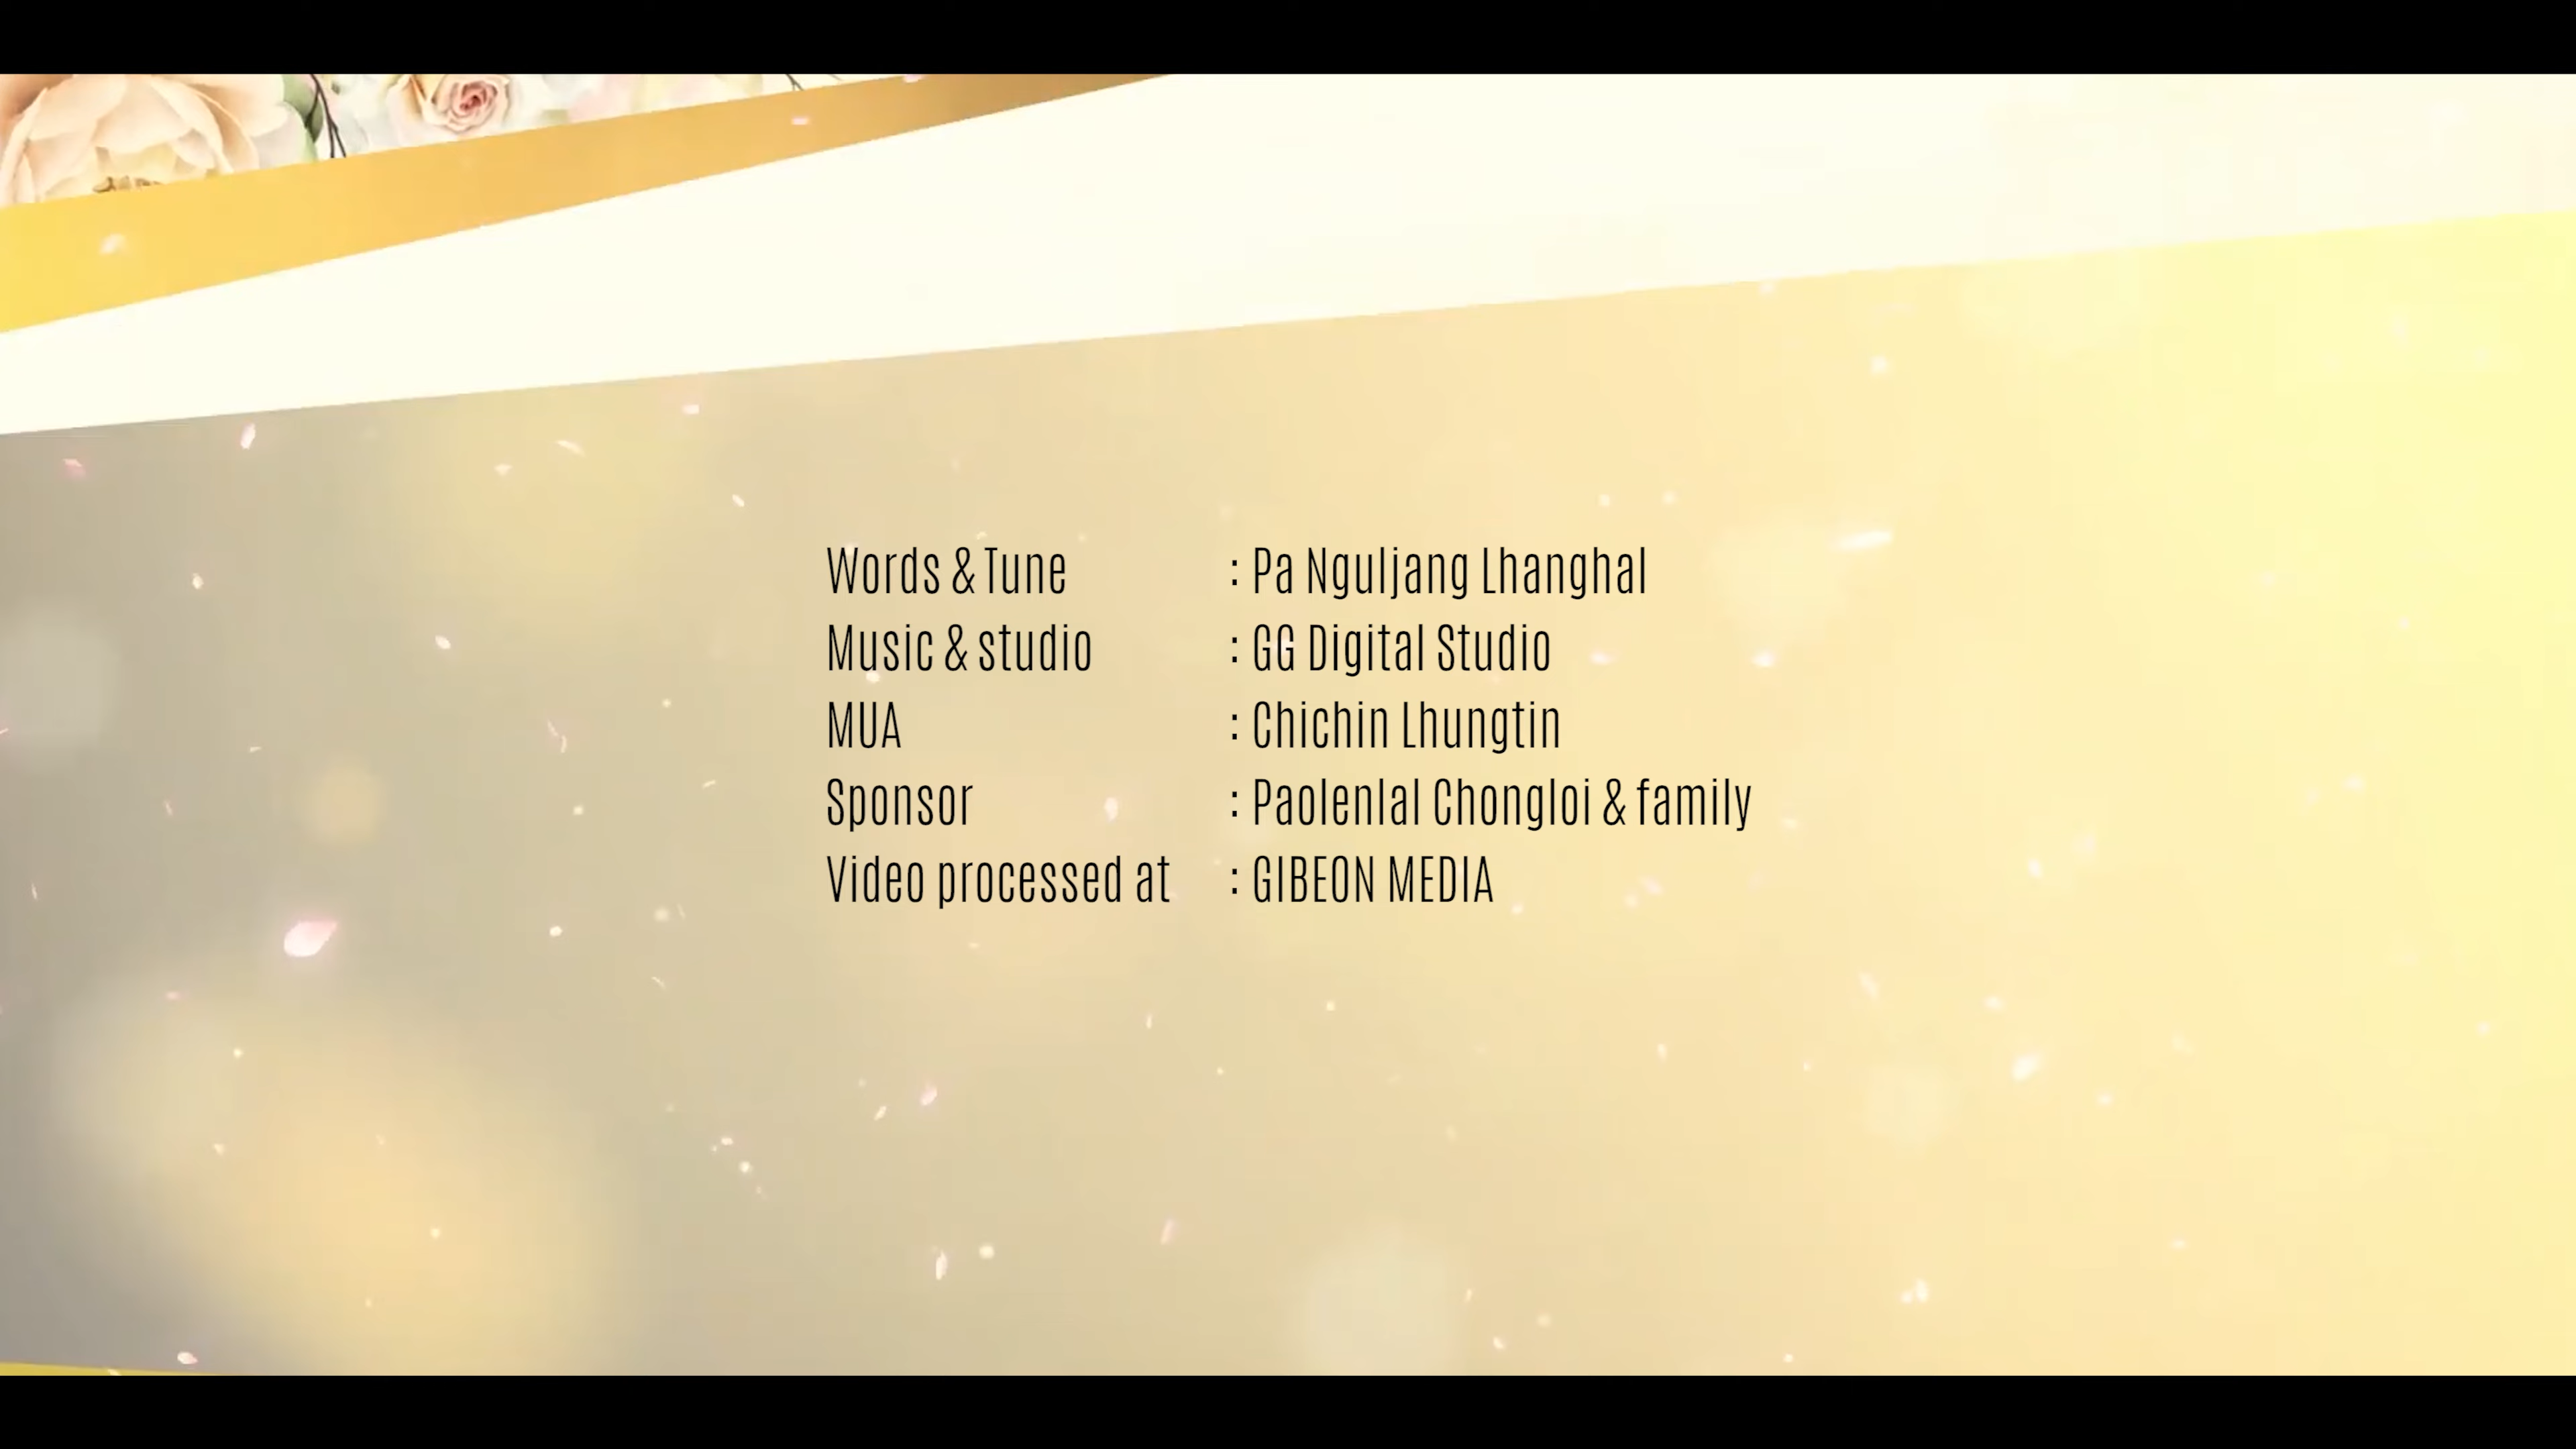 Words & Tune : Pa Nguljang Lhanghal
Music & studio : GG Digital Studio
MUA : Chichin Lhungtin
Sponsor : Paolenlal Chongloi & family
Video processed at : GIBEON MEDIA